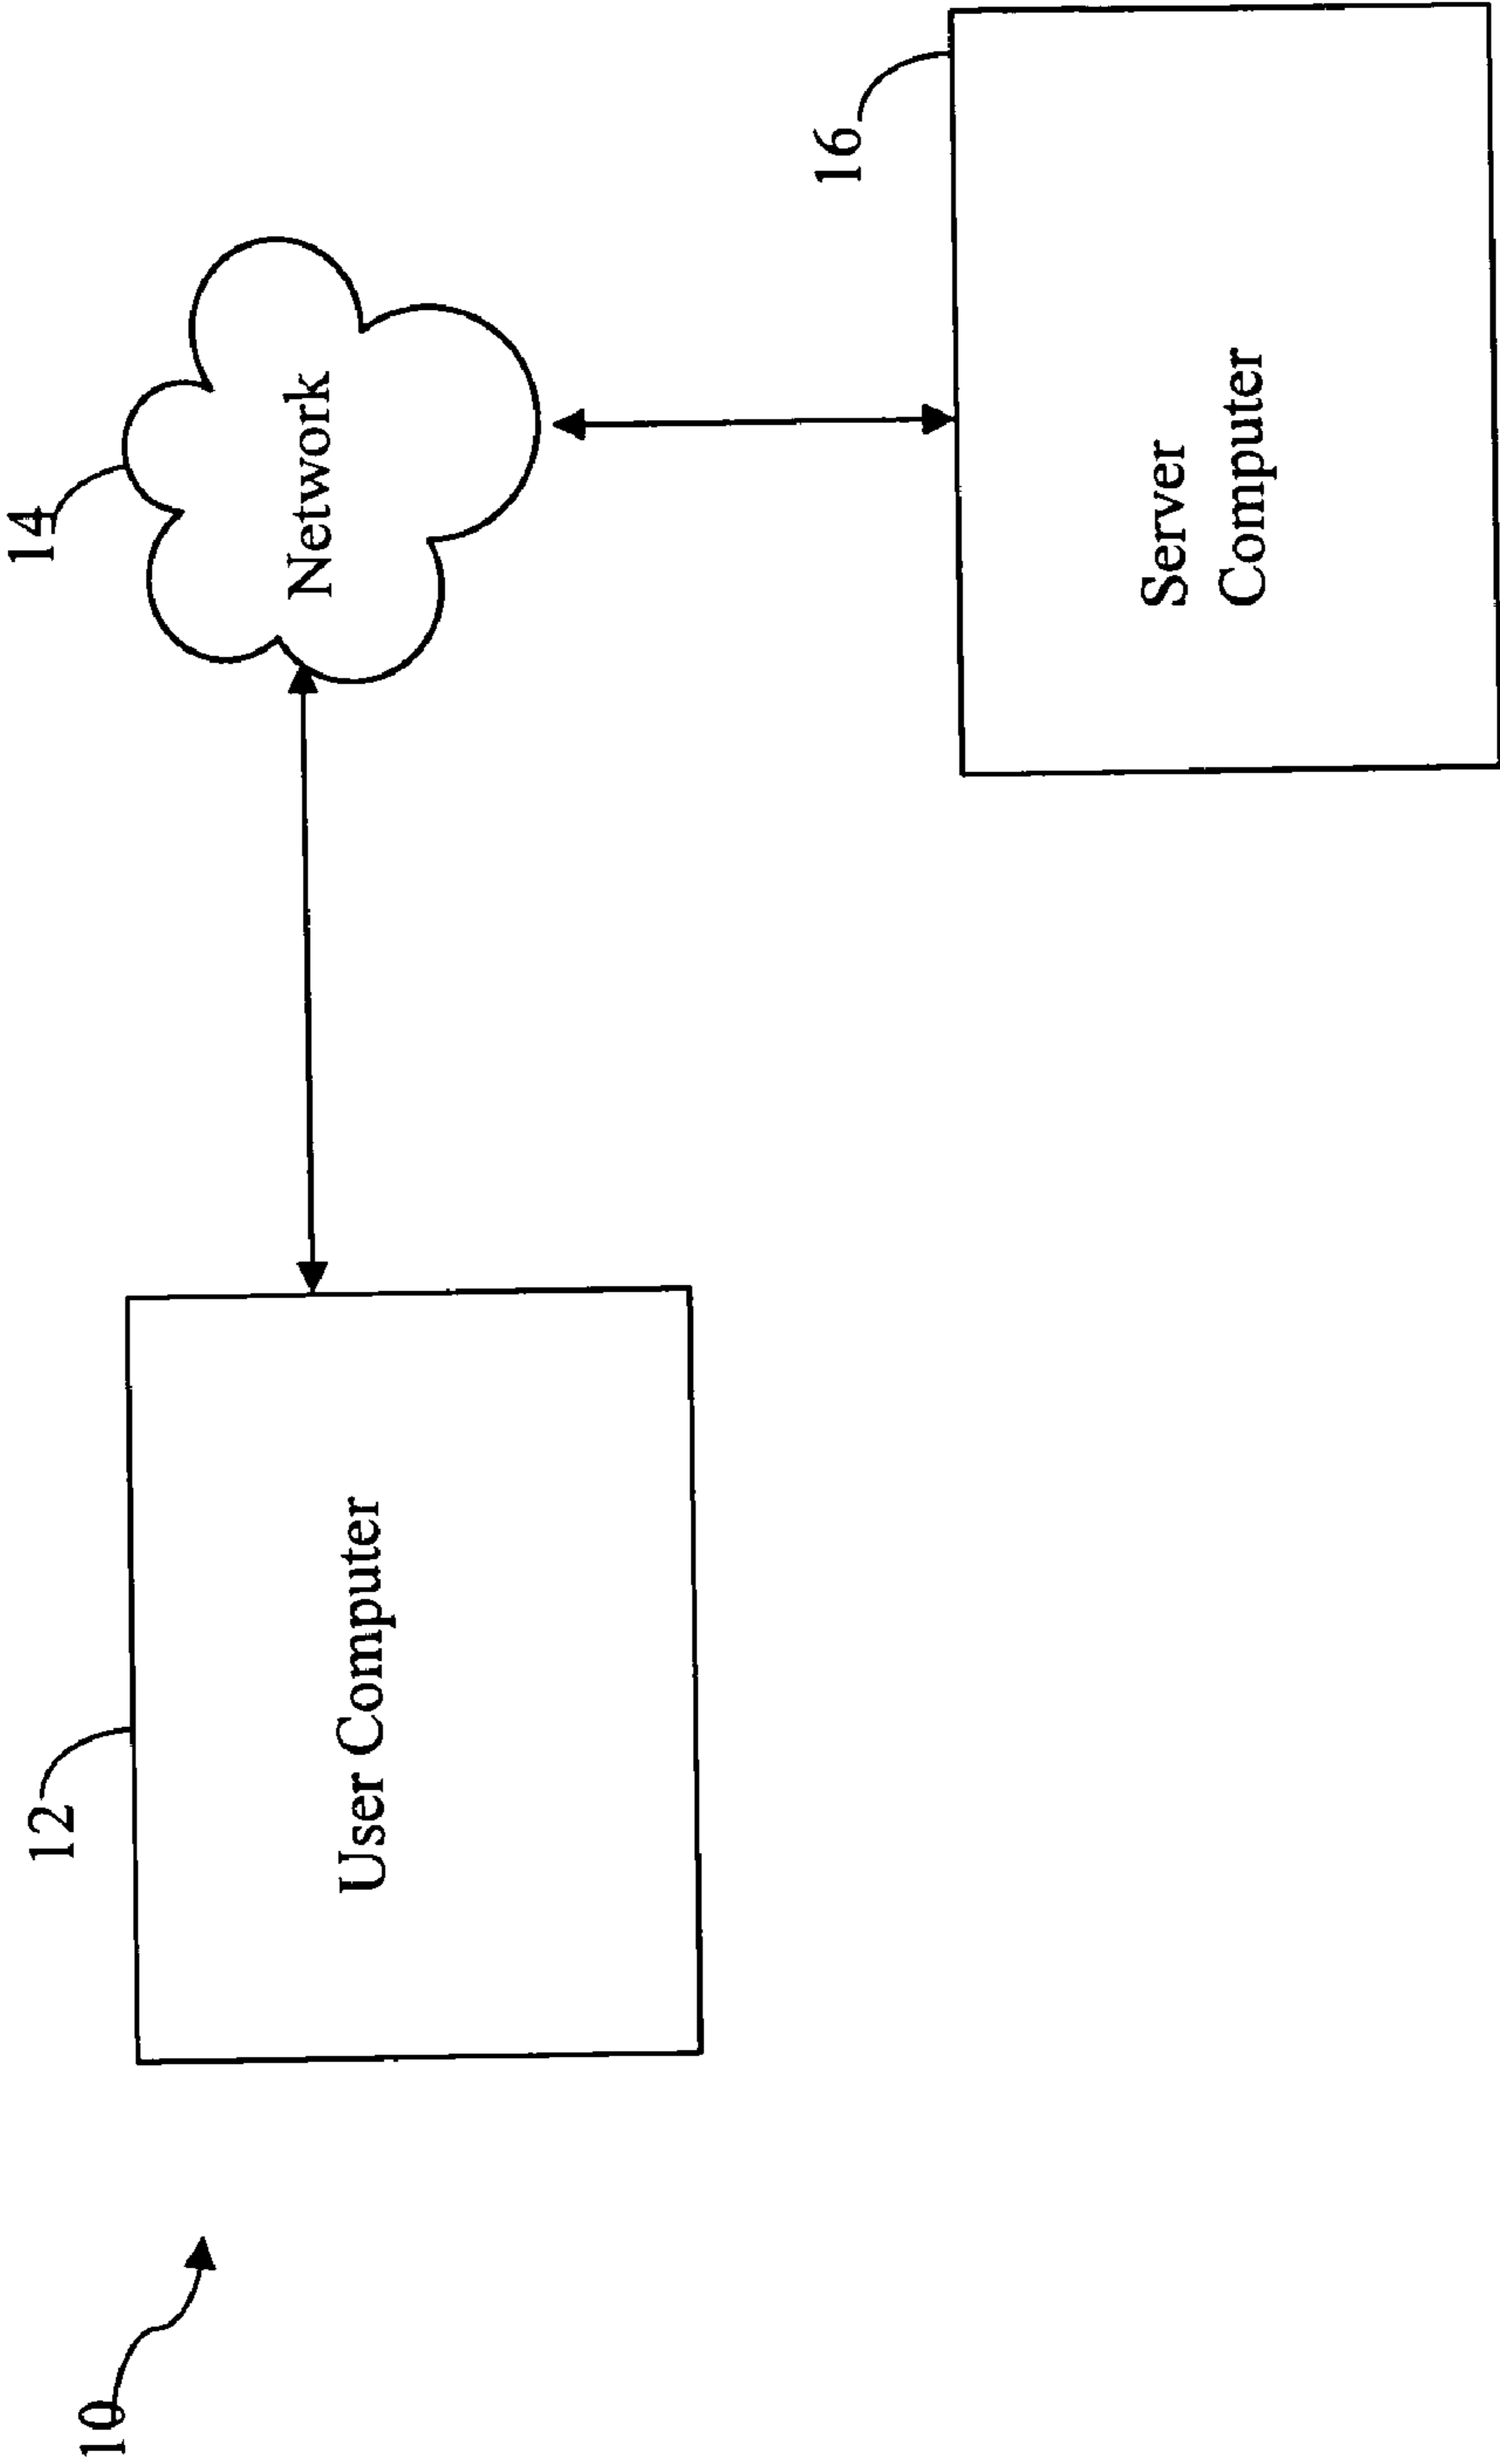 10
12
User Computer
14
Network
16
Server
Computer